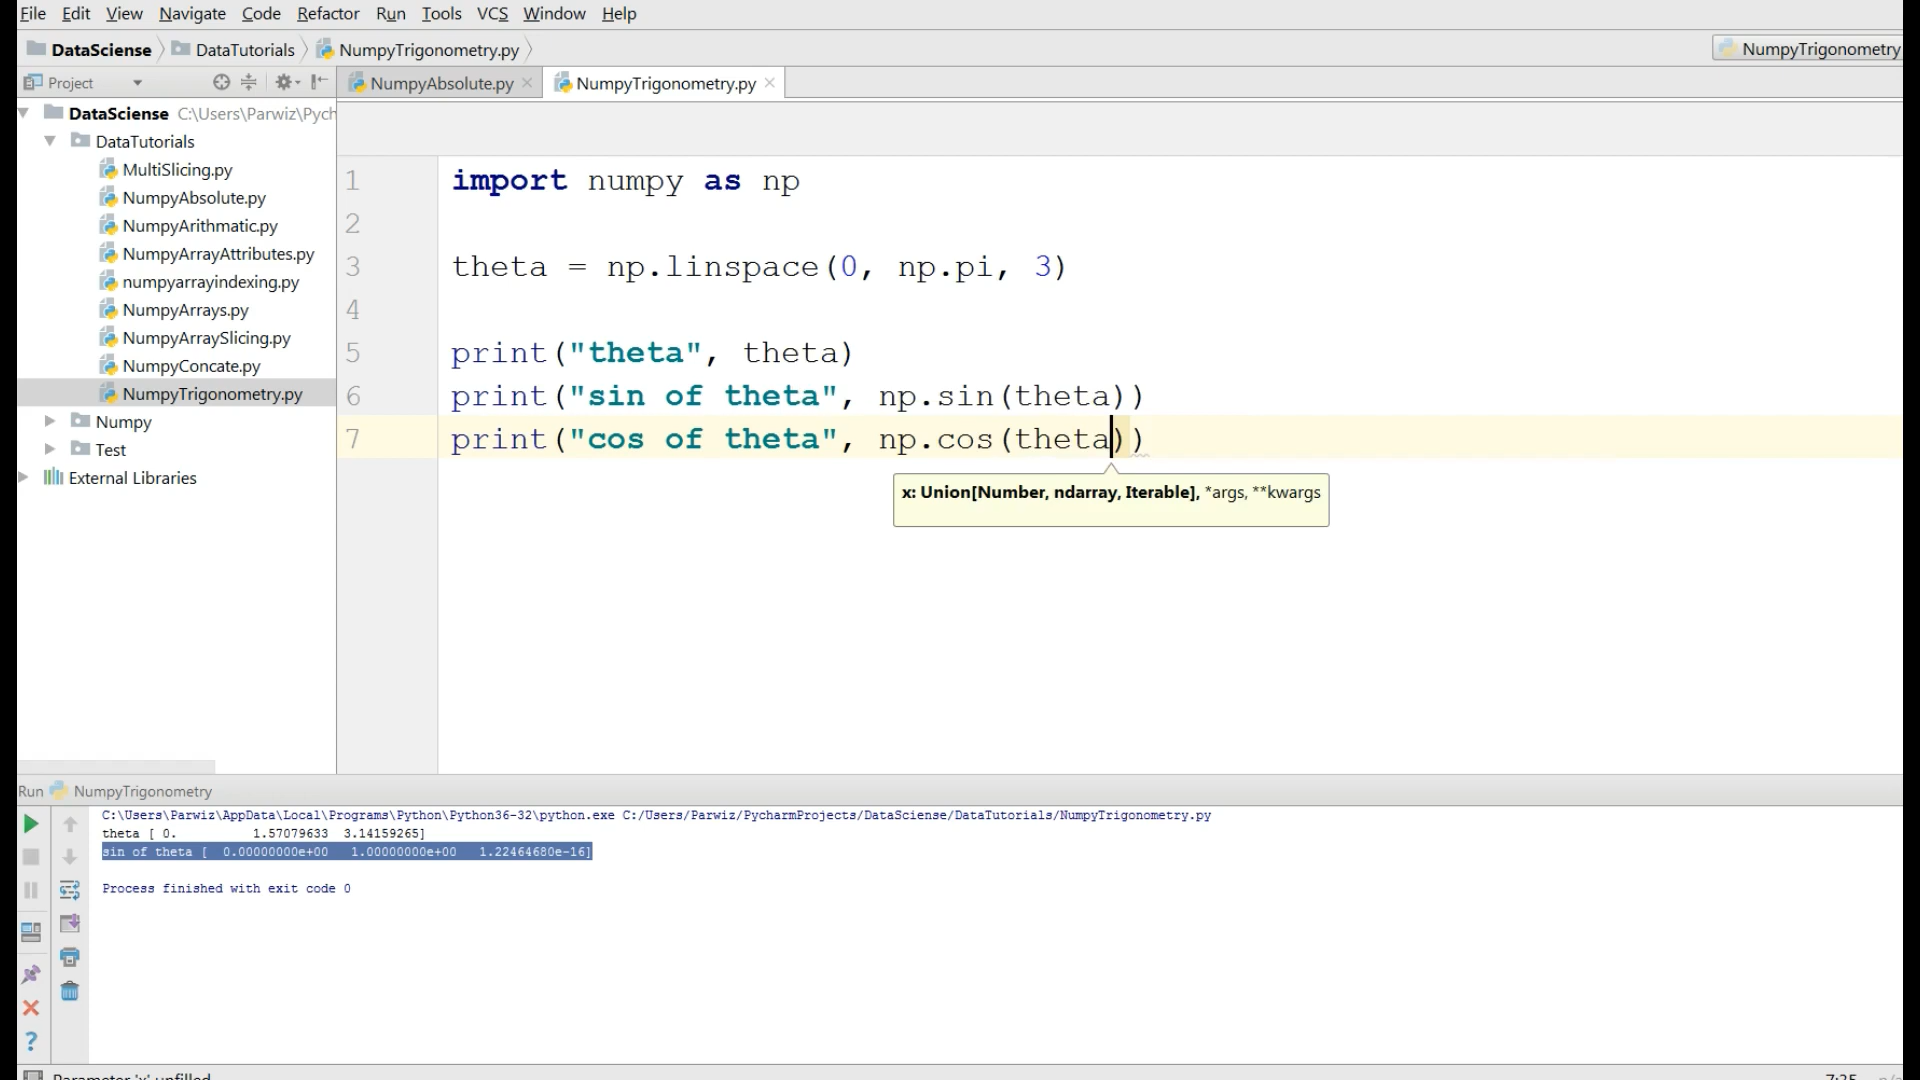 File Edit View Navigate Code Refactor Run Tools VCS Window Help
DataSciense DataTutorials NumpyTrigonometry.py NumpyTrigonometry
Project NumpyAbsolute.py NumpyTrigonometry.py
DataSciense C:\Users\Parwiz\Pych
DataTutorials
MultiSlicing.py
NumpyAbsolute.py
NumpyArithmatic.py
NumpyArrayAttributes.py
numpyarrayindexing.py
NumpyArrays.py
NumpyArraySlicing.py
NumpyConcate.py
NumpyTrigonometry.py
Numpy
Test
External Libraries
1 import numpy as np
2
3 theta = np.linspace(0, np.pi, 3)
4
5 print("theta", theta)
6 print("sin of theta", np.sin(theta))
7 print("cos of theta", np.cos(theta))
x: Union[Number, ndarray, Iterable], *args, **kwargs
Run NumpyTrigonometry
C:\Users\Parwiz\AppData\Local\Programs\Python\Python36-32\python.exe C:/Users/Parwiz/PycharmProjects/DataSciense/DataTutorials/NumpyTrigonometry.py
theta [ 0. 1.57079633 3.14159265]
sin of theta [ 0.00000000e+00 1.00000000e+00 1.22464680e-16]
Process finished with exit code 0
Parameter 'x' unfilled 7:35